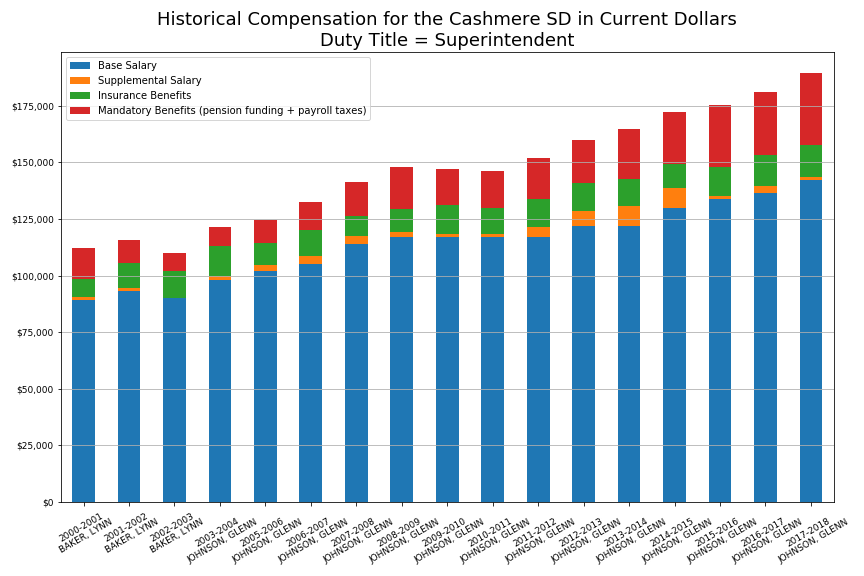 Historical Compensation for the Cashmere SD in Current Dollars
Duty Title = Superintendent
Base Salary
Supplemental Salary
Insurance Benefits
Mandatory Benefits (pension funding + payroll taxes)
$175,000
$150,000
$125,000
$100,000
$75,000
$50,000
$25,000
$0
2000-2001
BAKER, LYNN
2001-2002
BAKER, LYNN
2002-2003
BAKER, LYNN
2003-2004
JOHNSON, GLENN
2005-2006
JOHNSON, GLENN
2006-2007
JOHNSON, GLENN
2007-2008
JOHNSON, GLENN
2008-2009
JOHNSON, GLENN
2009-2010
JOHNSON, GLENN
2010-2011
JOHNSON, GLENN
2011-2012
JOHNSON, GLENN
2012-2013
JOHNSON, GLENN
2013-2014
JOHNSON, GLENN
2014-2015
JOHNSON, GLENN
2015-2016
JOHNSON, GLENN
2016-2017
JOHNSON, GLENN
2017-2018
JOHNSON, GLENN